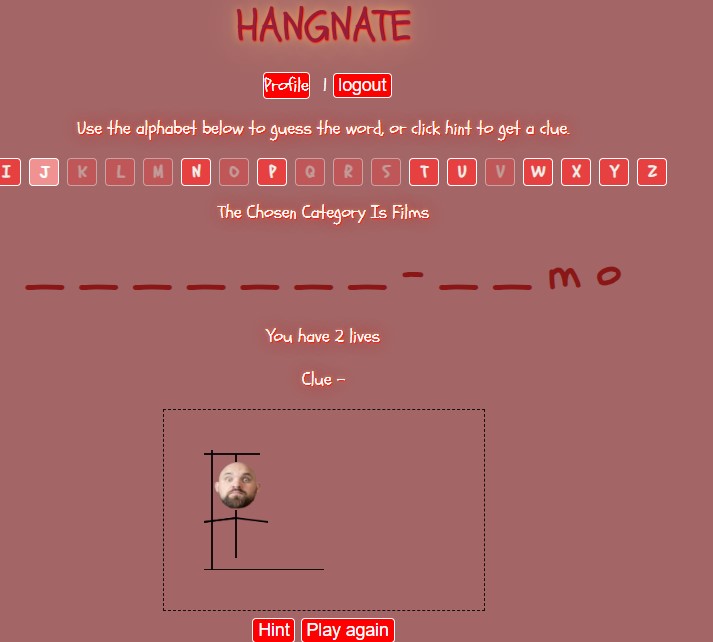 HANGNATE
Profile | logout
Use the alphabet below to guess the word, or click hint to get a clue.
I J K L M N O P Q R S T U V W X Y Z
The Chosen Category Is Films
_ _ _ _ _ _ _ - _ _ m o
You have 2 lives
Clue -
Hint Play again